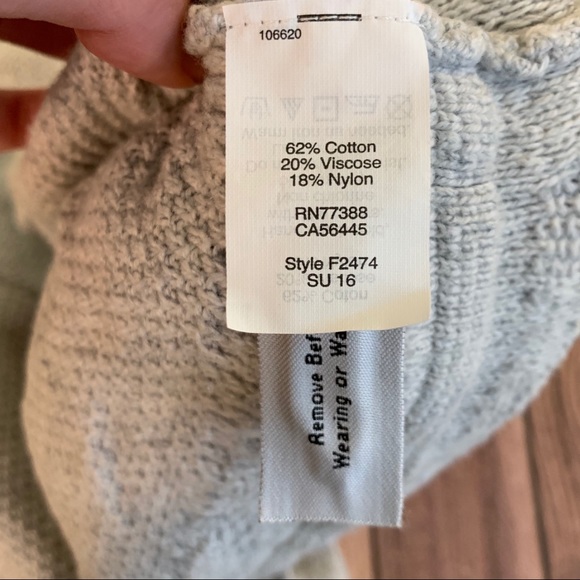 106620
62% Cotton
20% Viscose
18% Nylon
RN77388
CA56445
Style F2474
SU 16
Remove Bef
Wearing or Wa